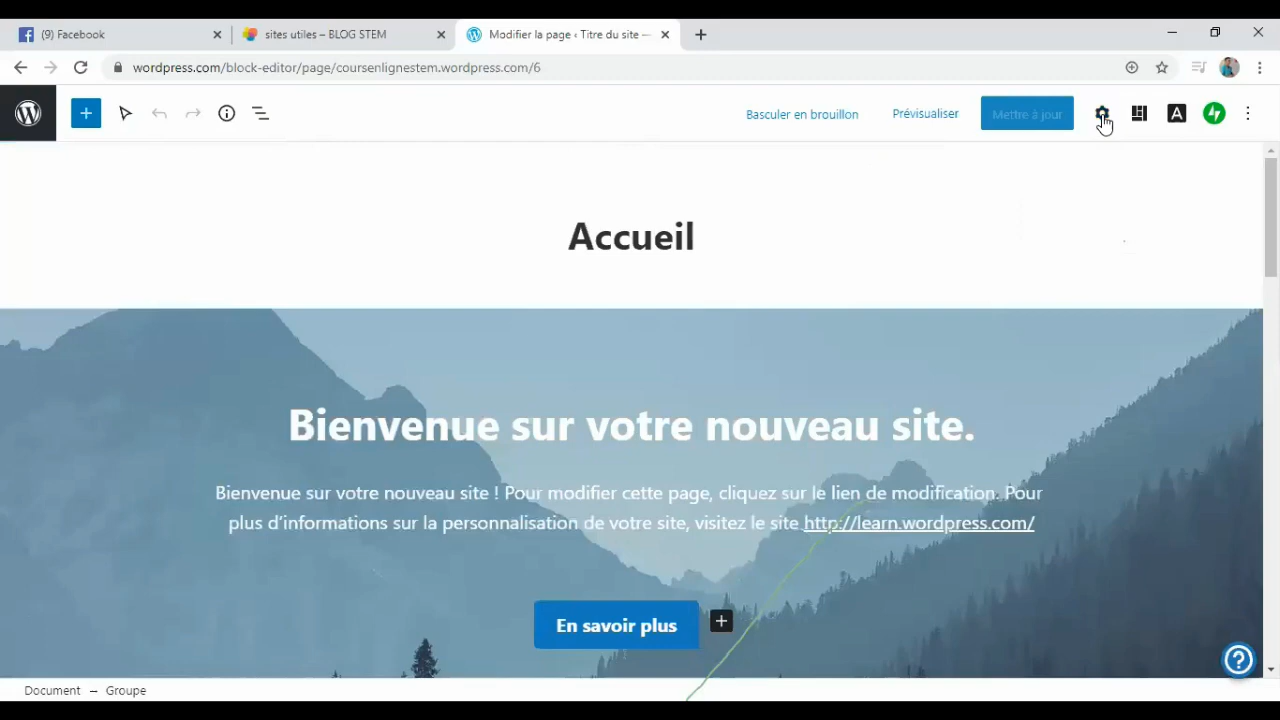 (9) Facebook
sites utiles – BLOG STEM
Modifier la page ‹ Titre du site —
wordpress.com/block-editor/page/coursenlignestem.wordpress.com/6
Basculer en brouillon
Prévisualiser
Mettre à jour
A
Accueil
Bienvenue sur votre nouveau site.
Bienvenue sur votre nouveau site ! Pour modifier cette page, cliquez sur le lien de modification. Pour
plus d’informations sur la personnalisation de votre site, visitez le site http://learn.wordpress.com/
En savoir plus
Document – Groupe